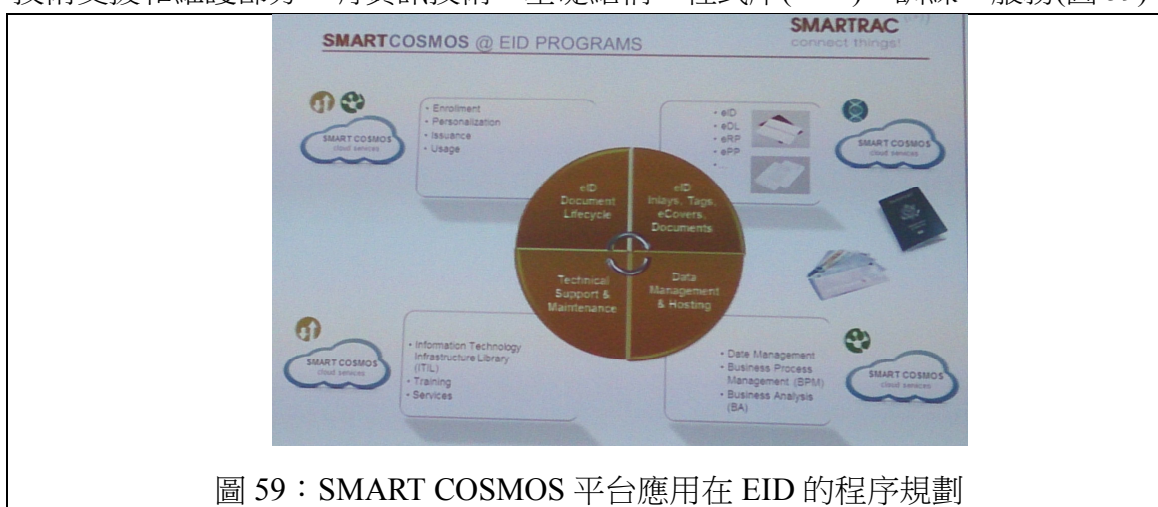 SMARTCOSMOS @ EID PROGRAMS
SMARTRAC
connect things!
SMART COSMOS
cloud services
• Enrollment
• Personalization
• Issuance
• Usage
• eID
• eDL
• eRP
• ePP
•...
SMART COSMOS
cloud services
eID
Document
Lifecycle
eID
Inlays, Tags,
eCovers,
Documents
Technical
Support &
Maintenance
Data
Management
& Hosting
SMART COSMOS
cloud services
• Information Technology
Infrastructure Library
(ITIL)
• Training
• Services
• Date Management
• Business Process
Management (BPM)
• Business Analysis
(BA)
SMART COSMOS
cloud services
圖 59：SMART COSMOS 平台應用在 EID 的程序規劃